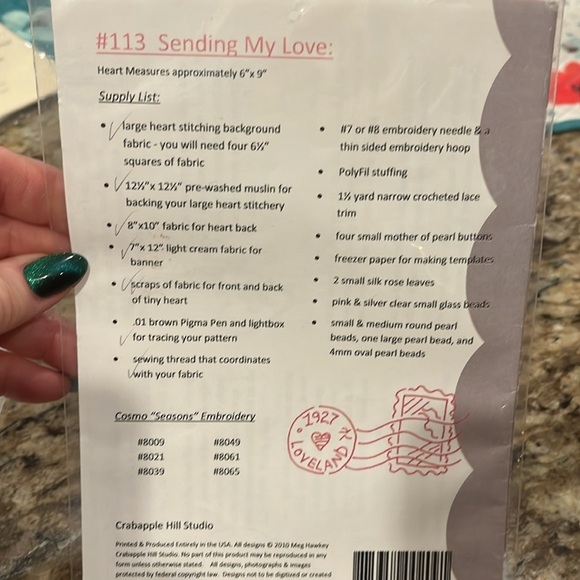 #113 Sending My Love:
Heart Measures approximately 6"x 9"
Supply List:
• large heart stitching background
fabric - you will need four 6½"
squares of fabric
• 12½"x 12½" pre-washed muslin for
backing your large heart stitchery
• 8"x10" fabric for heart back
• 7"x 12" light cream fabric for
banner
• scraps of fabric for front and back
of tiny heart
• .01 brown Pigma Pen and lightbox
for tracing your pattern
• sewing thread that coordinates
with your fabric
• #7 or #8 embroidery needle & a
thin sided embroidery hoop
• PolyFil stuffing
• 1½ yard narrow crocheted lace
trim
• four small mother of pearl buttons
• freezer paper for making templates
• 2 small silk rose leaves
• pink & silver clear small glass beads
• small & medium round pearl
beads, one large pearl bead, and
4mm oval pearl beads
Cosmo "Seasons" Embroidery
#8009 #8049
#8021 #8061
#8039 #8065
1927
LOVELAND
Crabapple Hill Studio
Printed & Produced Entirely in the USA. All designs © 2010 Meg Hawkey
Crabapple Hill Studio. No part of this product may be reproduced in any
form unless otherwise stated. All designs, photographs & images
protected by federal copyright law. Designs not to be digitized or created